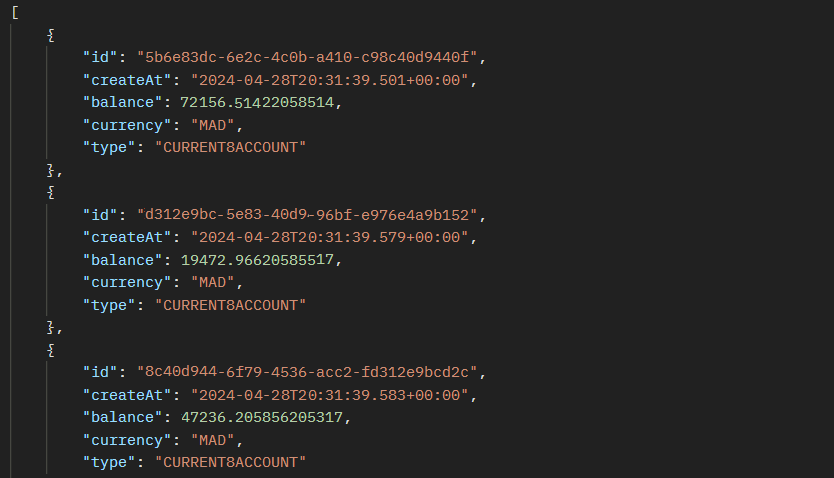 [
    {
        "id": "5b6e83dc-6e2c-4c0b-a410-c98c40d9440f",
        "createAt": "2024-04-28T20:31:39.501+00:00",
        "balance": 72156.51422058514,
        "currency": "MAD",
        "type": "CURRENT8ACCOUNT"
    },
    {
        "id": "d312e9bc-5e83-40d9-96bf-e976e4a9b152",
        "createAt": "2024-04-28T20:31:39.579+00:00",
        "balance": 19472.96620585517,
        "currency": "MAD",
        "type": "CURRENT8ACCOUNT"
    },
    {
        "id": "8c40d944-6f79-4536-acc2-fd312e9bcd2c",
        "createAt": "2024-04-28T20:31:39.583+00:00",
        "balance": 47236.205856205317,
        "currency": "MAD",
        "type": "CURRENT8ACCOUNT"